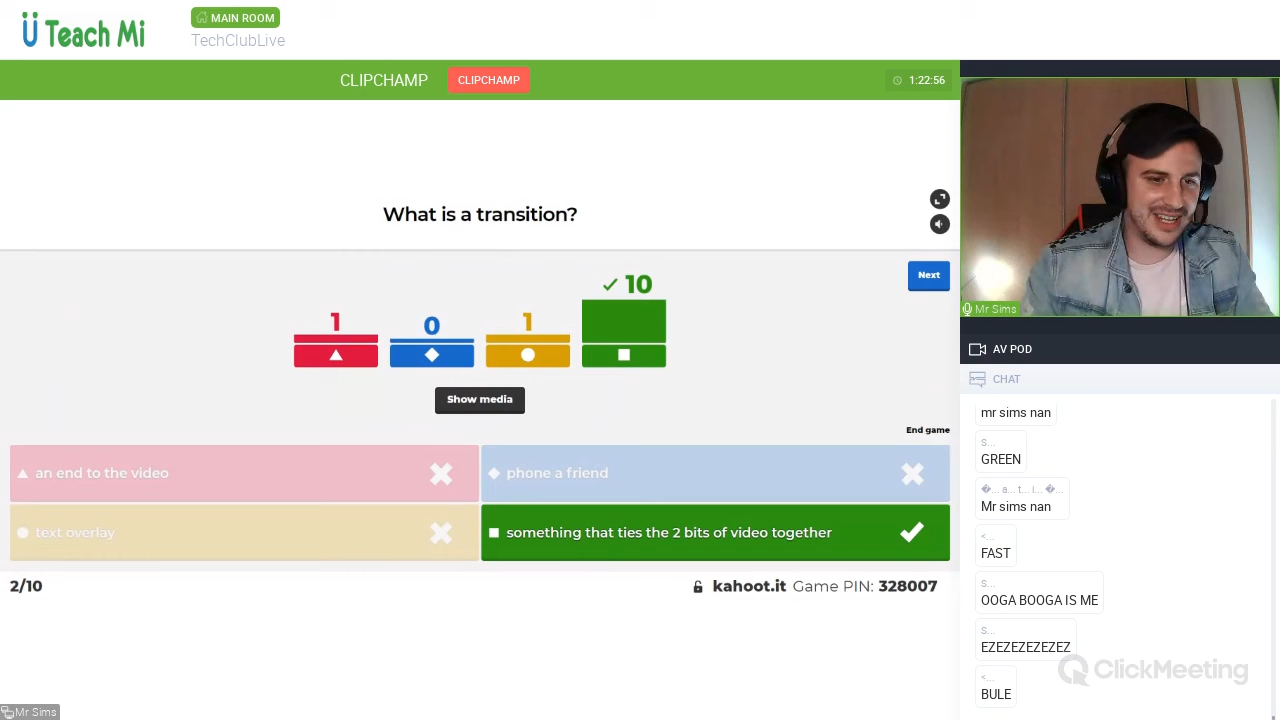 Ü Teach Mi
MAIN ROOM
TechClubLive
CLIPCHAMP
CLIPCHAMP
1:22:56
What is a transition?
Next
1
0
1
10
Show media
End game
an end to the video
phone a friend
text overlay
something that ties the 2 bits of video together
2/10
kahoot.it Game PIN: 328007
Mr Sims
Mr Sims
AV POD
CHAT
mr sims nan
S...
GREEN
�... a... t... i... �...
Mr sims nan
<...
FAST
S...
OOGA BOOGA IS ME
S...
EZEZEZEZEZEZ
<...
BULE
ClickMeeting